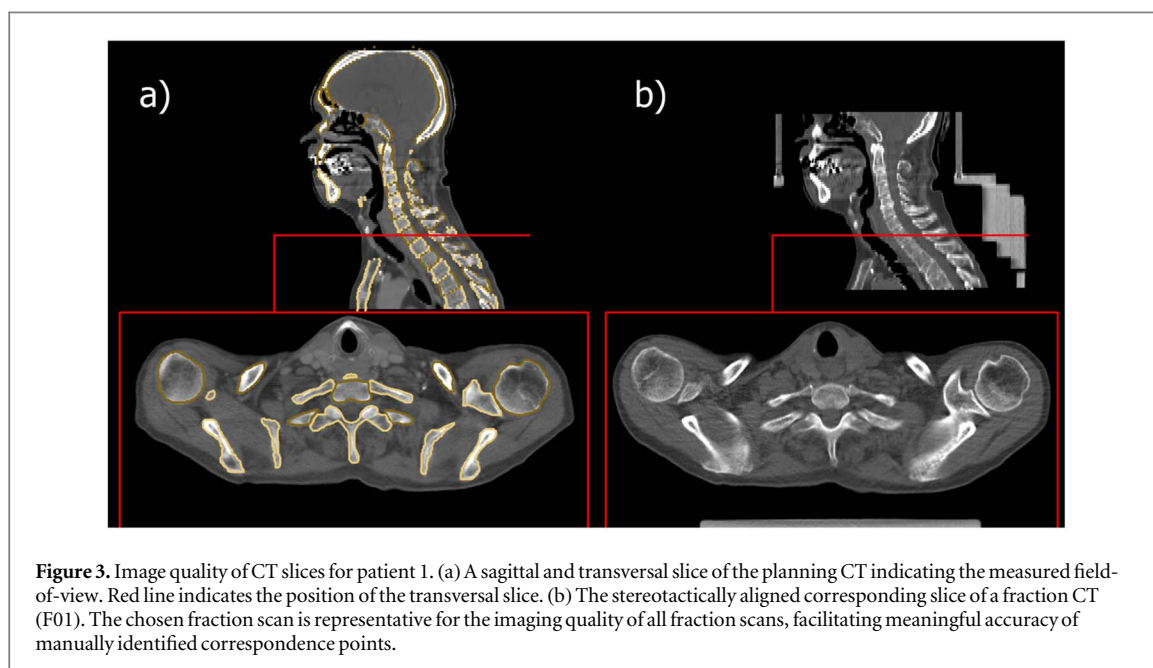 a)
b)
Figure 3. Image quality of CT slices for patient 1. (a) A sagittal and transversal slice of the planning CT indicating the measured field-
of-view. Red line indicates the position of the transversal slice. (b) The stereotactically aligned corresponding slice of a fraction CT
(F01). The chosen fraction scan is representative for the imaging quality of all fraction scans, facilitating meaningful accuracy of
manually identified correspondence points.